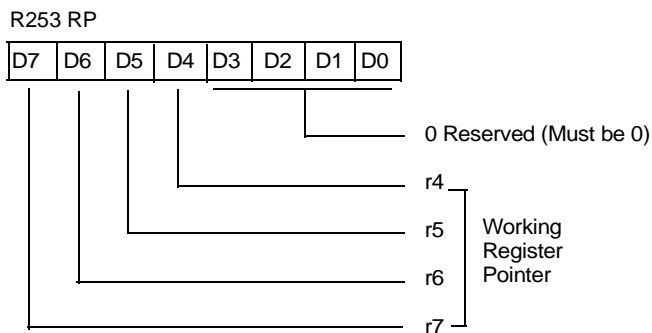 R253 RP
D7 D6 D5 D4 D3 D2 D1 D0
0 Reserved (Must be 0)
r4
r5
r6
r7
Working
Register
Pointer